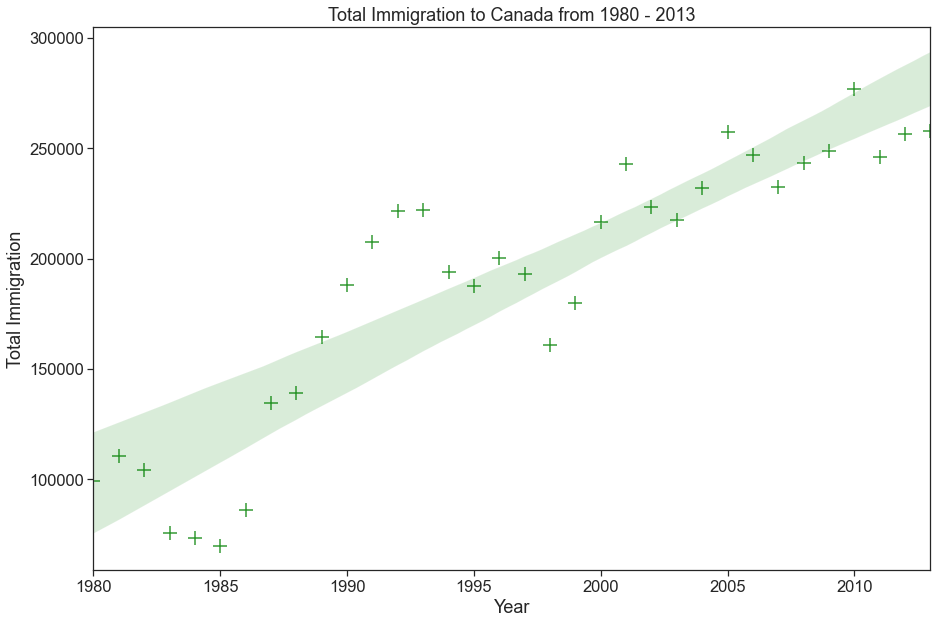 Total Immigration to Canada from 1980 - 2013
300000
250000
200000
150000
100000
Total Immigration
1980 1985 1990 1995 2000 2005 2010
Year